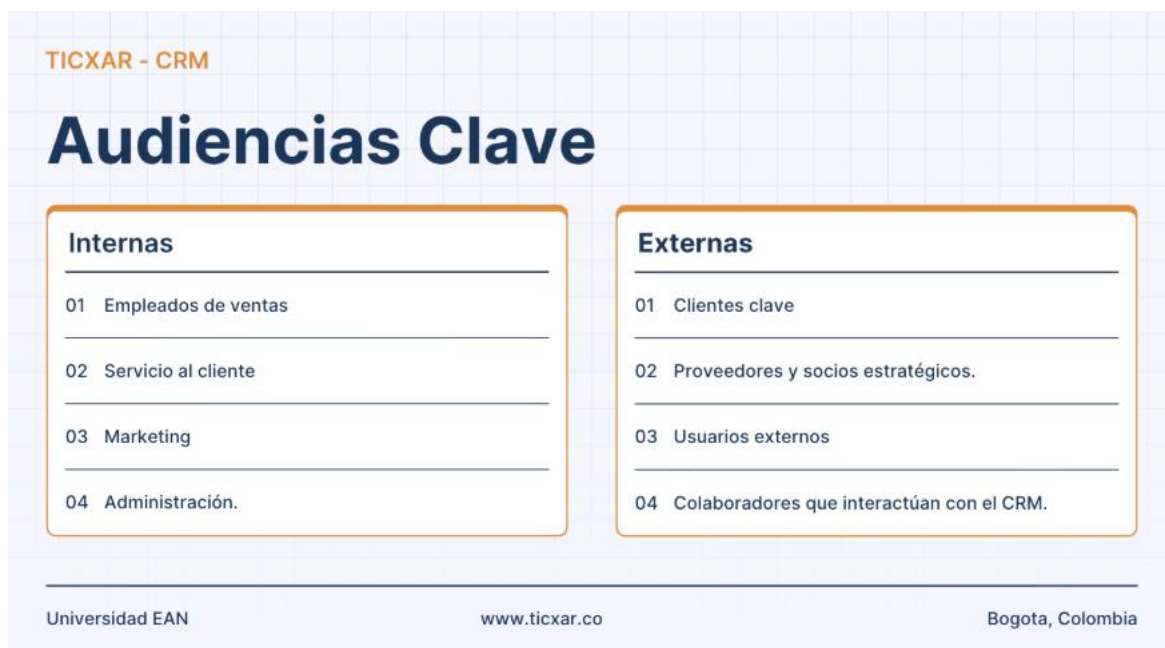 TICXAR - CRM
Audiencias Clave
Internas
01 Empleados de ventas
02 Servicio al cliente
03 Marketing
04 Administración.
Externas
01 Clientes clave
02 Proveedores y socios estratégicos.
03 Usuarios externos
04 Colaboradores que interactúan con el CRM.
Universidad EAN
www.ticxar.co
Bogota, Colombia